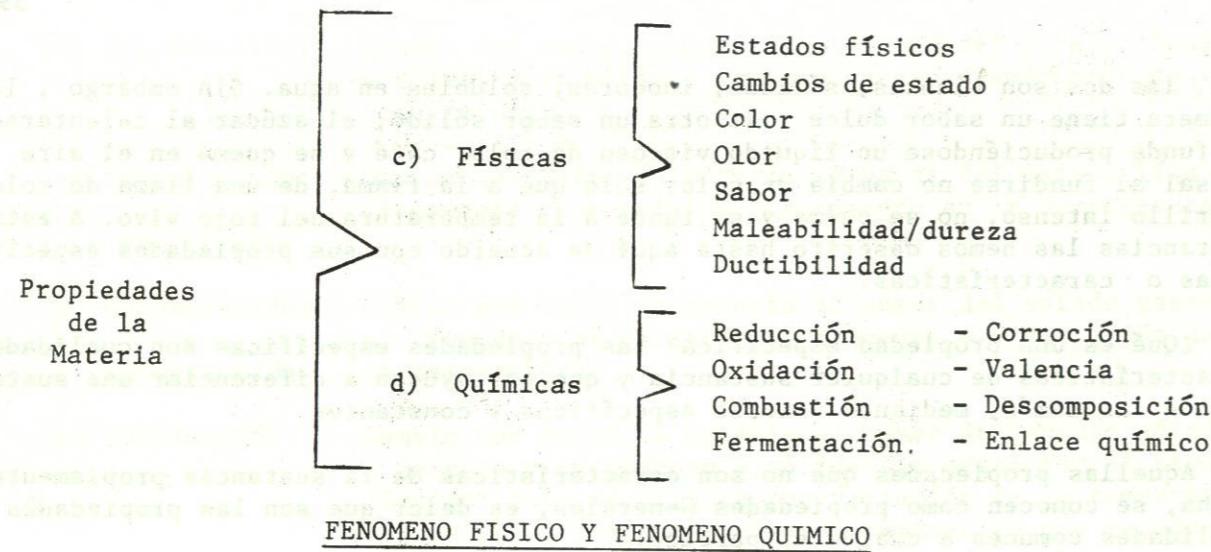 Propiedades
de la
Materia
c) Físicas
Estados físicos
Cambios de estado
Color
Olor
Sabor
Maleabilidad/dureza
Ductibilidad
d) Químicas
Reducción - Corroción
Oxidación - Valencia
Combustión - Descomposición
Fermentación. - Enlace químico
FENOMENO FISICO Y FENOMENO QUIMICO